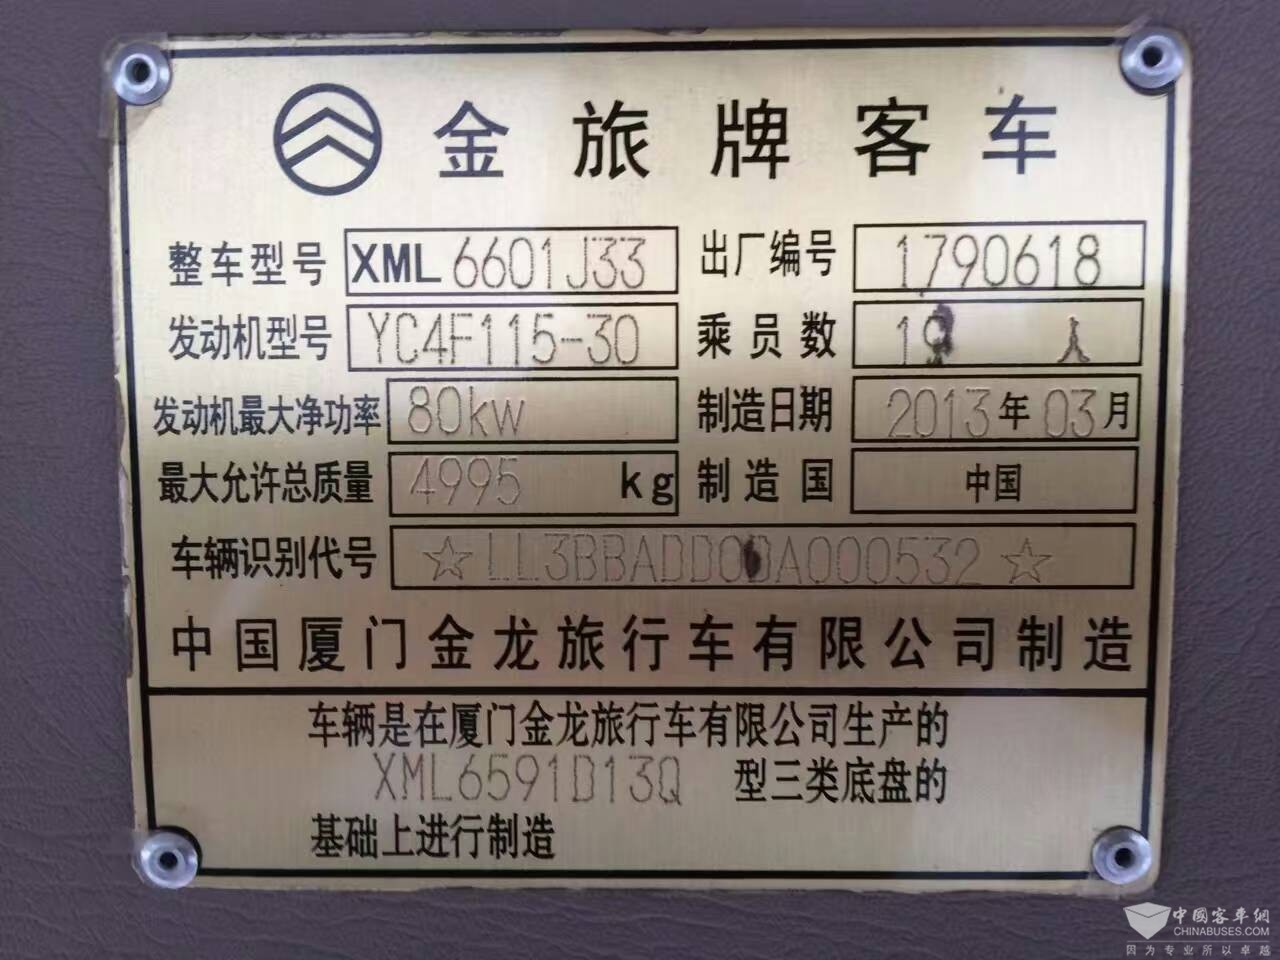 金旅牌客车
整车型号 XML 6601J33 出厂编号 1790618
发动机型号 YC4F115-30 乘员数 19 人
发动机最大净功率 80kw 制造日期 2013年03月
最大允许总质量 4995 kg 制造国 中国
车辆识别代号 ☆LL3BBADD0DA000532☆
中国厦门金龙旅行车有限公司制造
车辆是在厦门金龙旅行车有限公司生产的
XML6591D13Q 型三类底盘的
基础上进行制造
中国客车网
CHINABUSES.COM
因为专业所以卓越